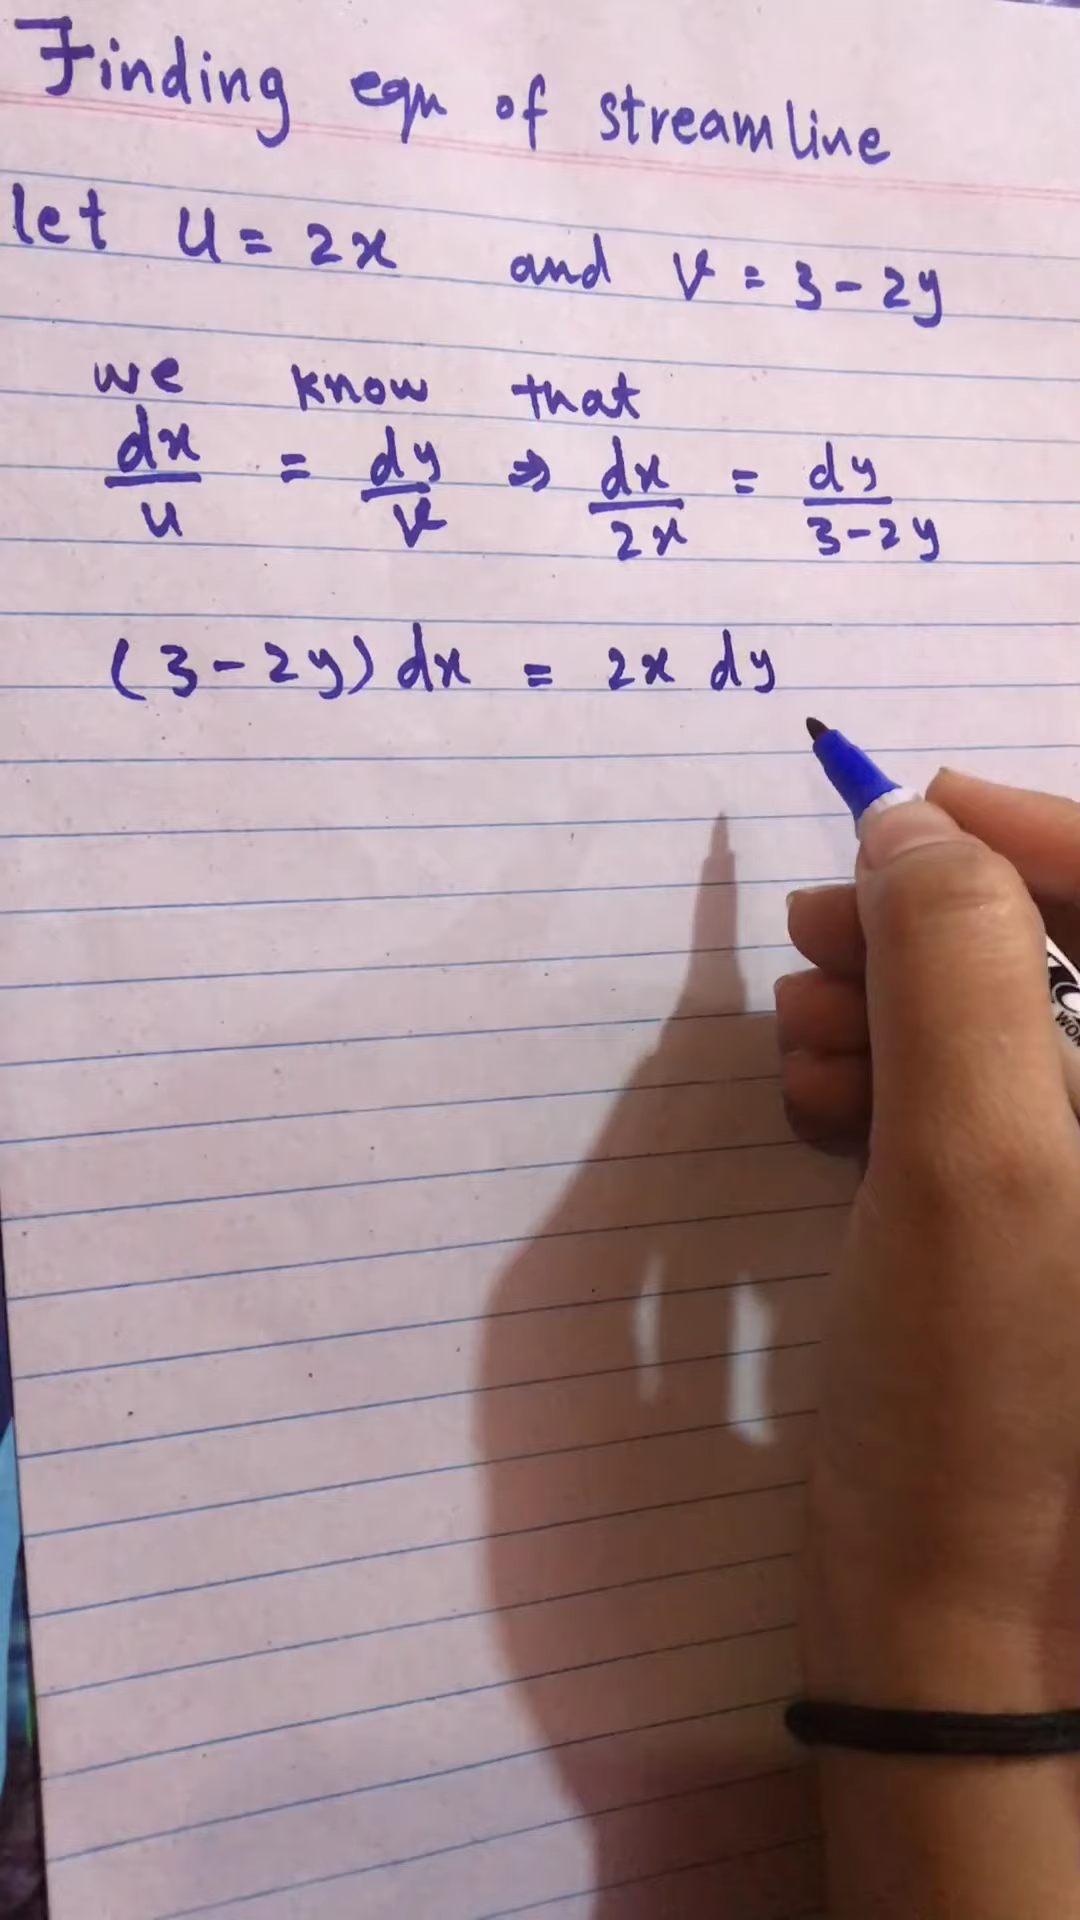 Finding eqn of streamline
let u = 2x and v = 3-2y
we know that
dx/u = dy/v ⇒ dx/2x = dy/3-2y
(3-2y) dx = 2x dy